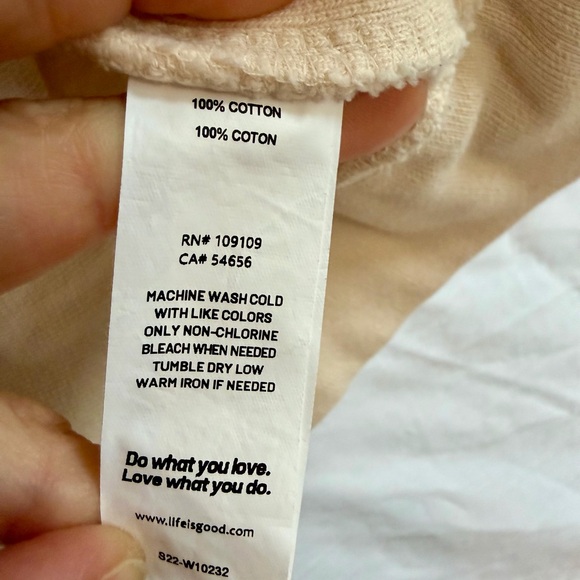 100% COTTON
100% COTON
RN# 109109
CA# 54656
MACHINE WASH COLD
WITH LIKE COLORS
ONLY NON-CHLORINE
BLEACH WHEN NEEDED
TUMBLE DRY LOW
WARM IRON IF NEEDED
Do what you love.
Love what you do.
www.lifeisgood.com
S22-W10232